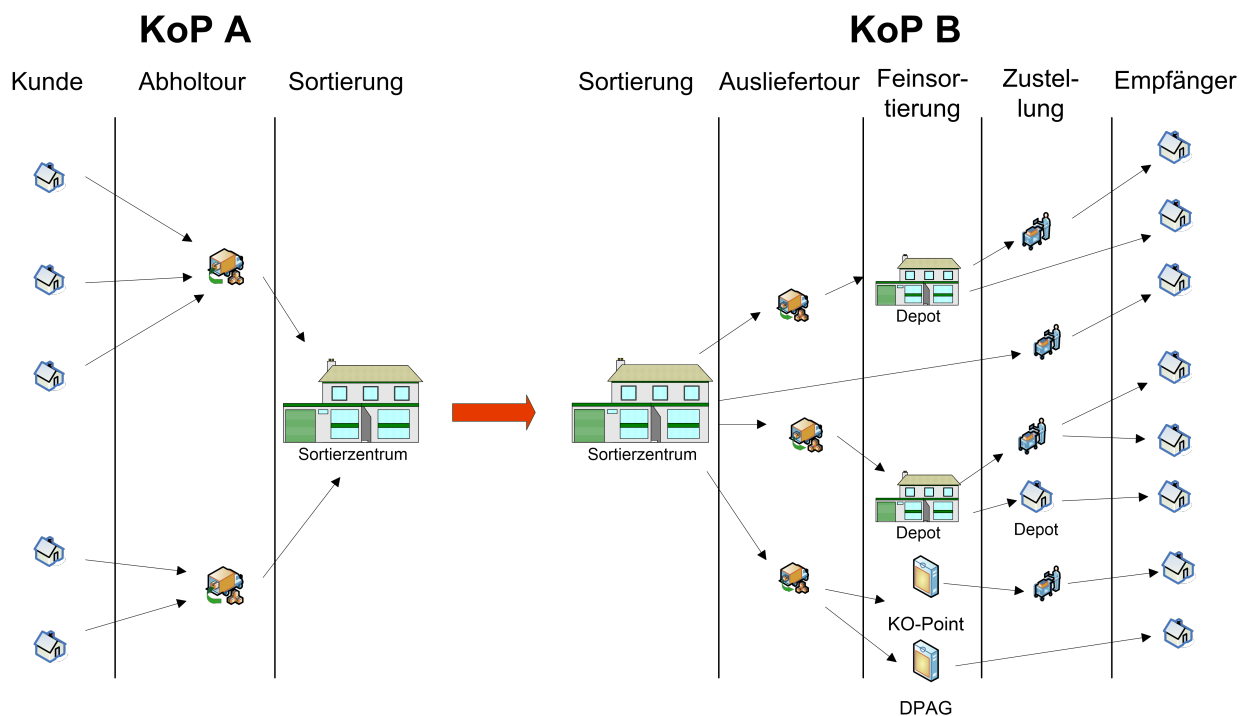 KoP A
KoP B
Kunde
Abholtour
Sortierung
Sortierung
Ausliefertour
Feinsor-
tierung
Zustel-
lung
Empfänger
Depot
Sortierzentrum
Sortierzentrum
Depot
Depot
KO-Point
DPAG